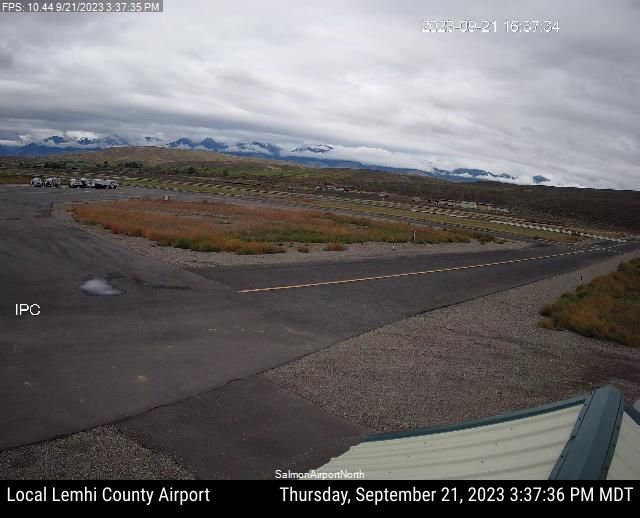 FPS: 10.44 9/21/2023 3:37:35 PM
2023-09-21 16:37:34
IPC
SalmonAirportNorth
Local Lemhi County Airport Thursday, September 21, 2023 3:37:36 PM MDT